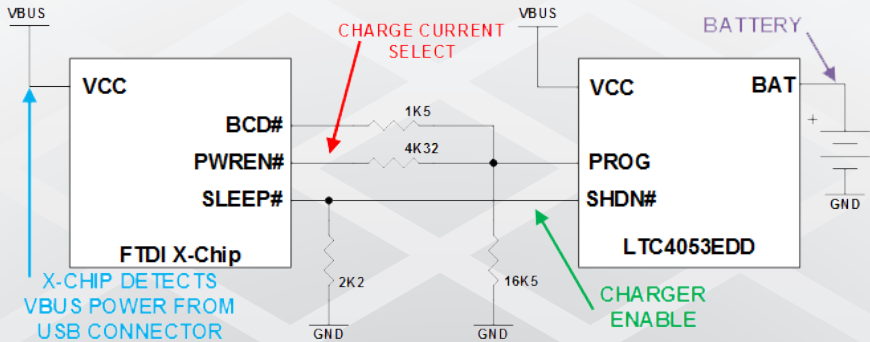 VBUS
CHARGE CURRENT
SELECT
VBUS
BATTERY
VCC
BCD#
PWREN#
SLEEP#
FTDI X-Chip
1K5
4K32
2K2
16K5
GND
GND
VCC
BAT
PROG
SHDN#
LTC4053EDD
+
GND
X-CHIP DETECTS
VBUS POWER FROM
USB CONNECTOR
CHARGER
ENABLE